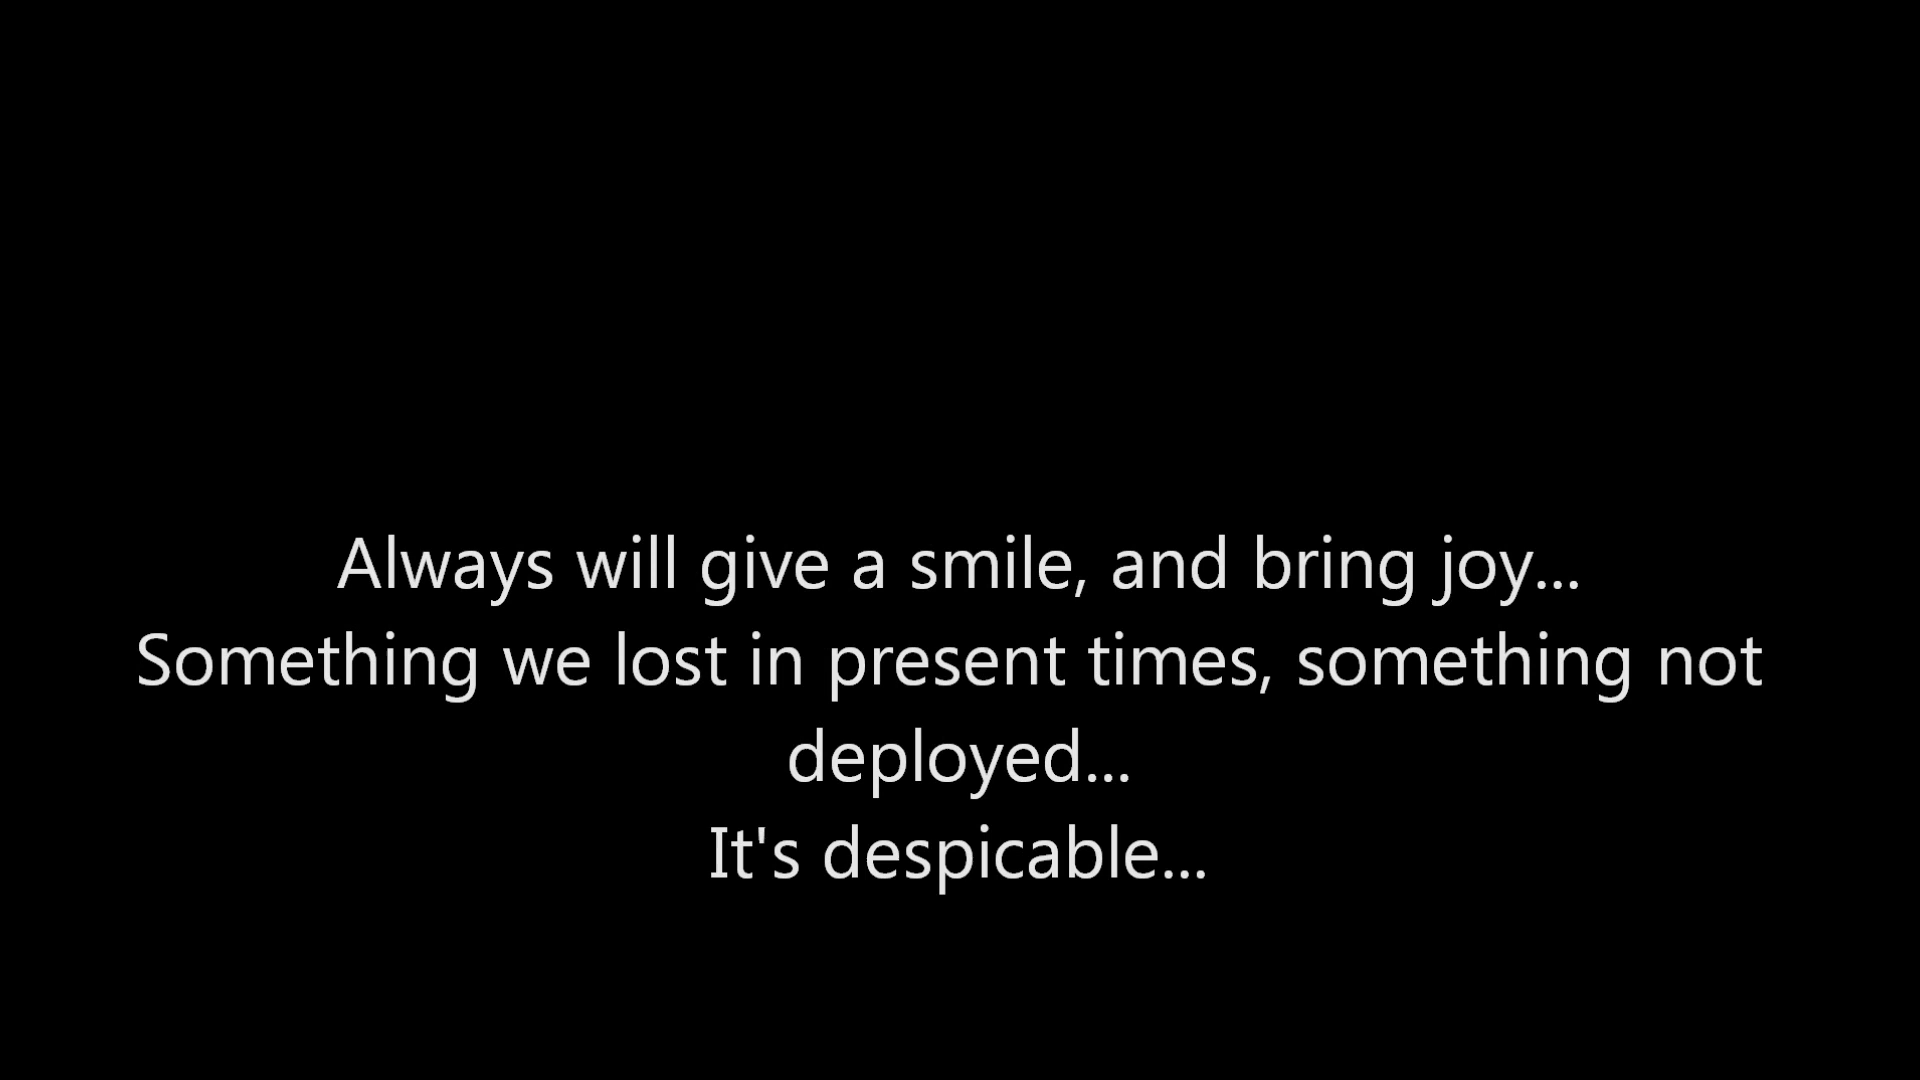 Always will give a smile, and bring joy...
Something we lost in present times, something not
deployed...
It's despicable...